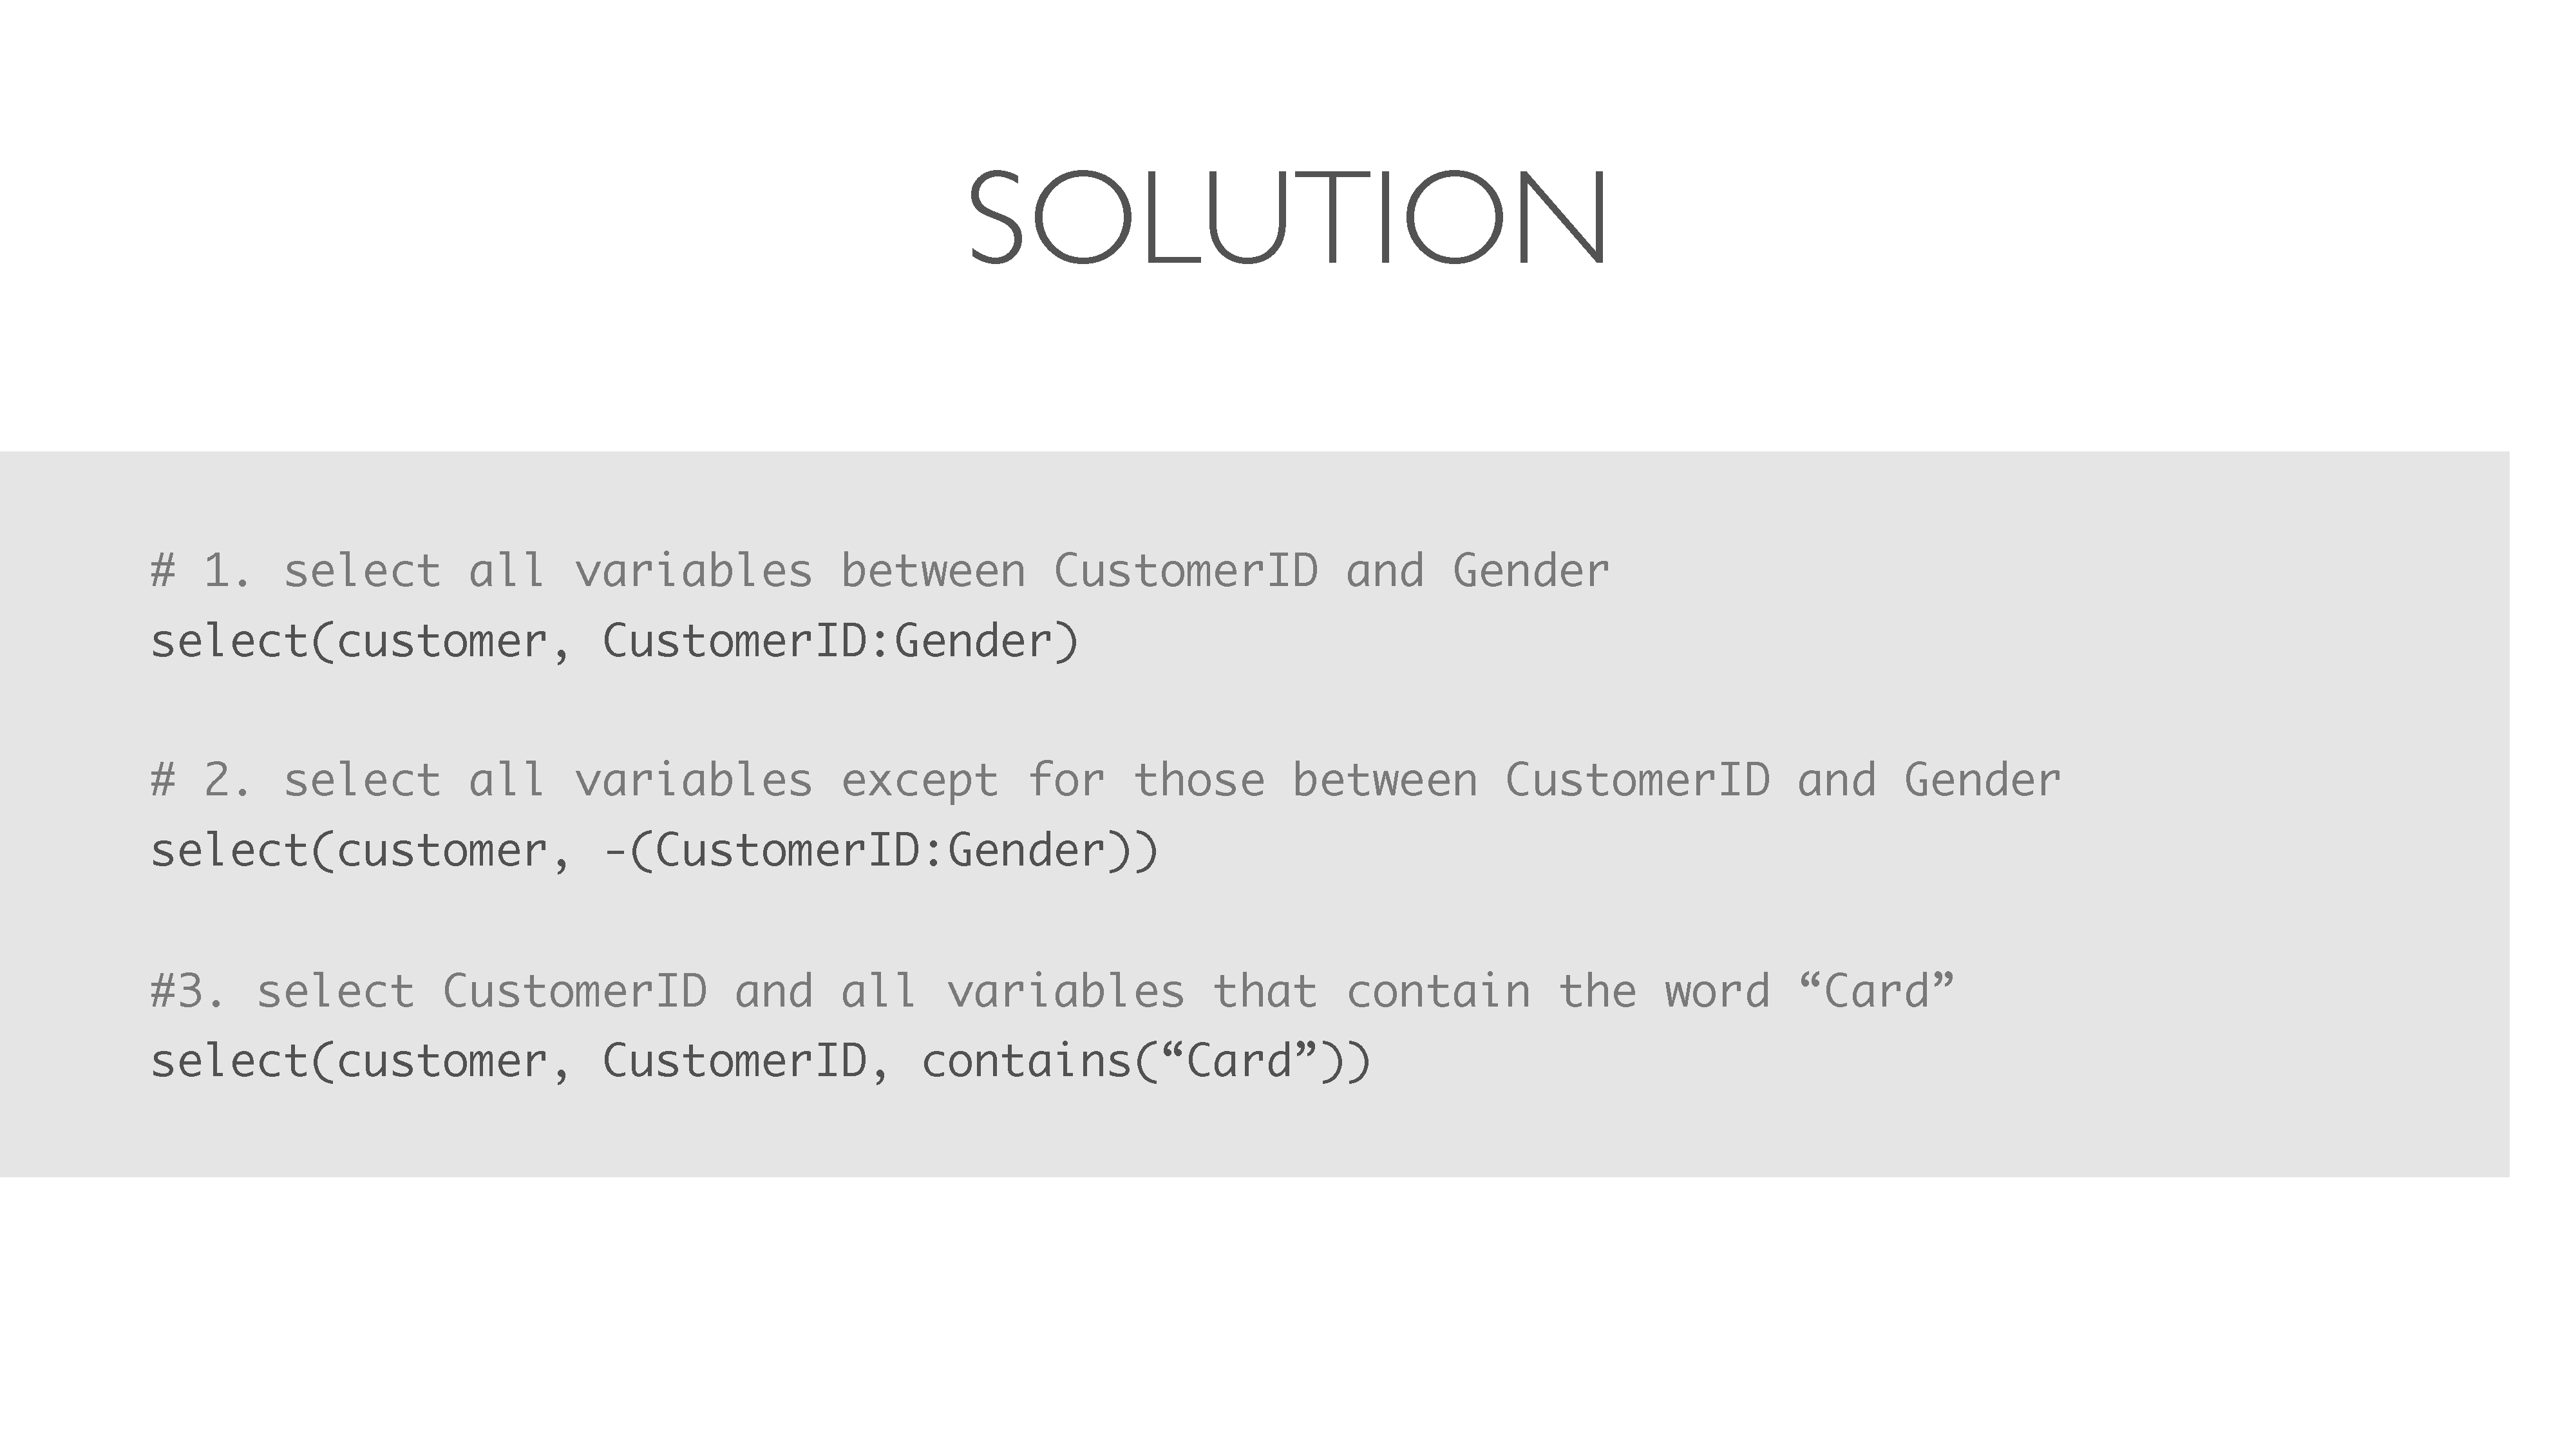 SOLUTION
# 1. select all variables between CustomerID and Gender
select(customer, CustomerID:Gender)
# 2. select all variables except for those between CustomerID and Gender
select(customer, -(CustomerID:Gender))
#3. select CustomerID and all variables that contain the word “Card”
select(customer, CustomerID, contains(“Card”))